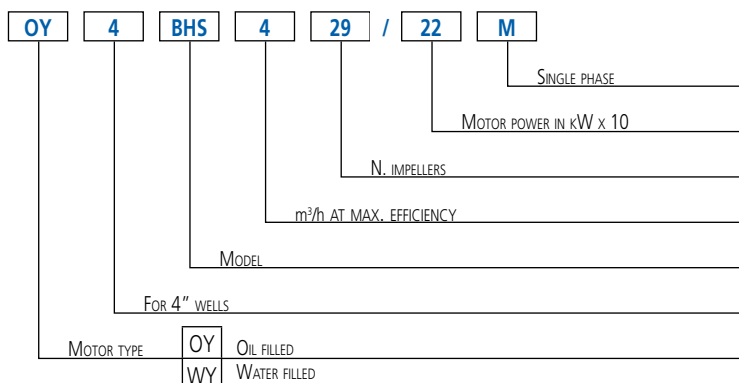 OY 4 BHS 4 29 / 22 M
Single phase
Motor power in kW x 10
N. impellers
m³/h at max. efficiency
Model
For 4” wells
Motor type OY Oil filled
WY Water filled